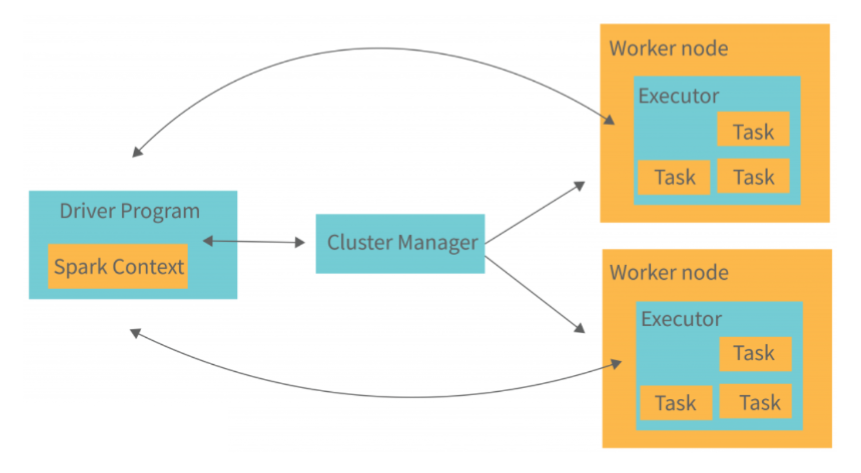 Driver Program
Spark Context
Cluster Manager
Worker node
Executor
Task
Task Task
Worker node
Executor
Task
Task Task